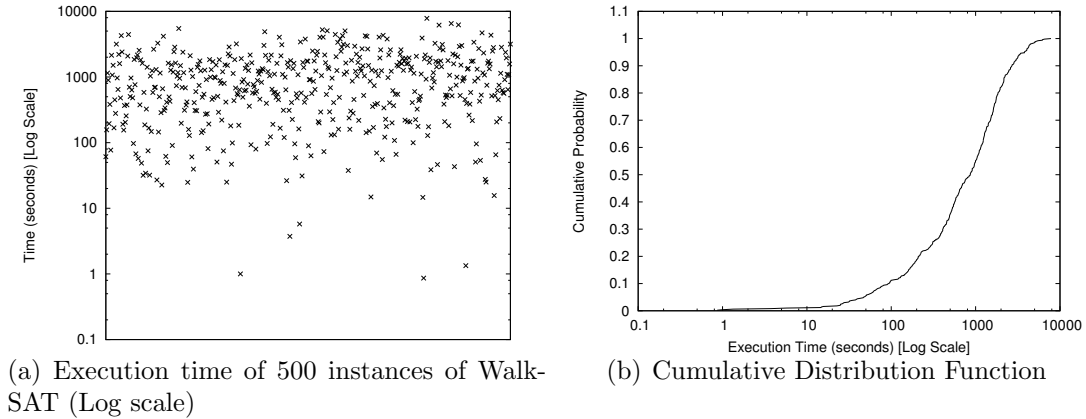 10000
1000
100
10
1
0.1
Time (seconds) [Log Scale]
(a) Execution time of 500 instances of Walk-
SAT (Log scale)
1.1
1
0.9
0.8
0.7
0.6
0.5
0.4
0.3
0.2
0.1
0
Cumulative Probability
0.1 1 10 100 1000 10000
Execution Time (seconds) [Log Scale]
(b) Cumulative Distribution Function